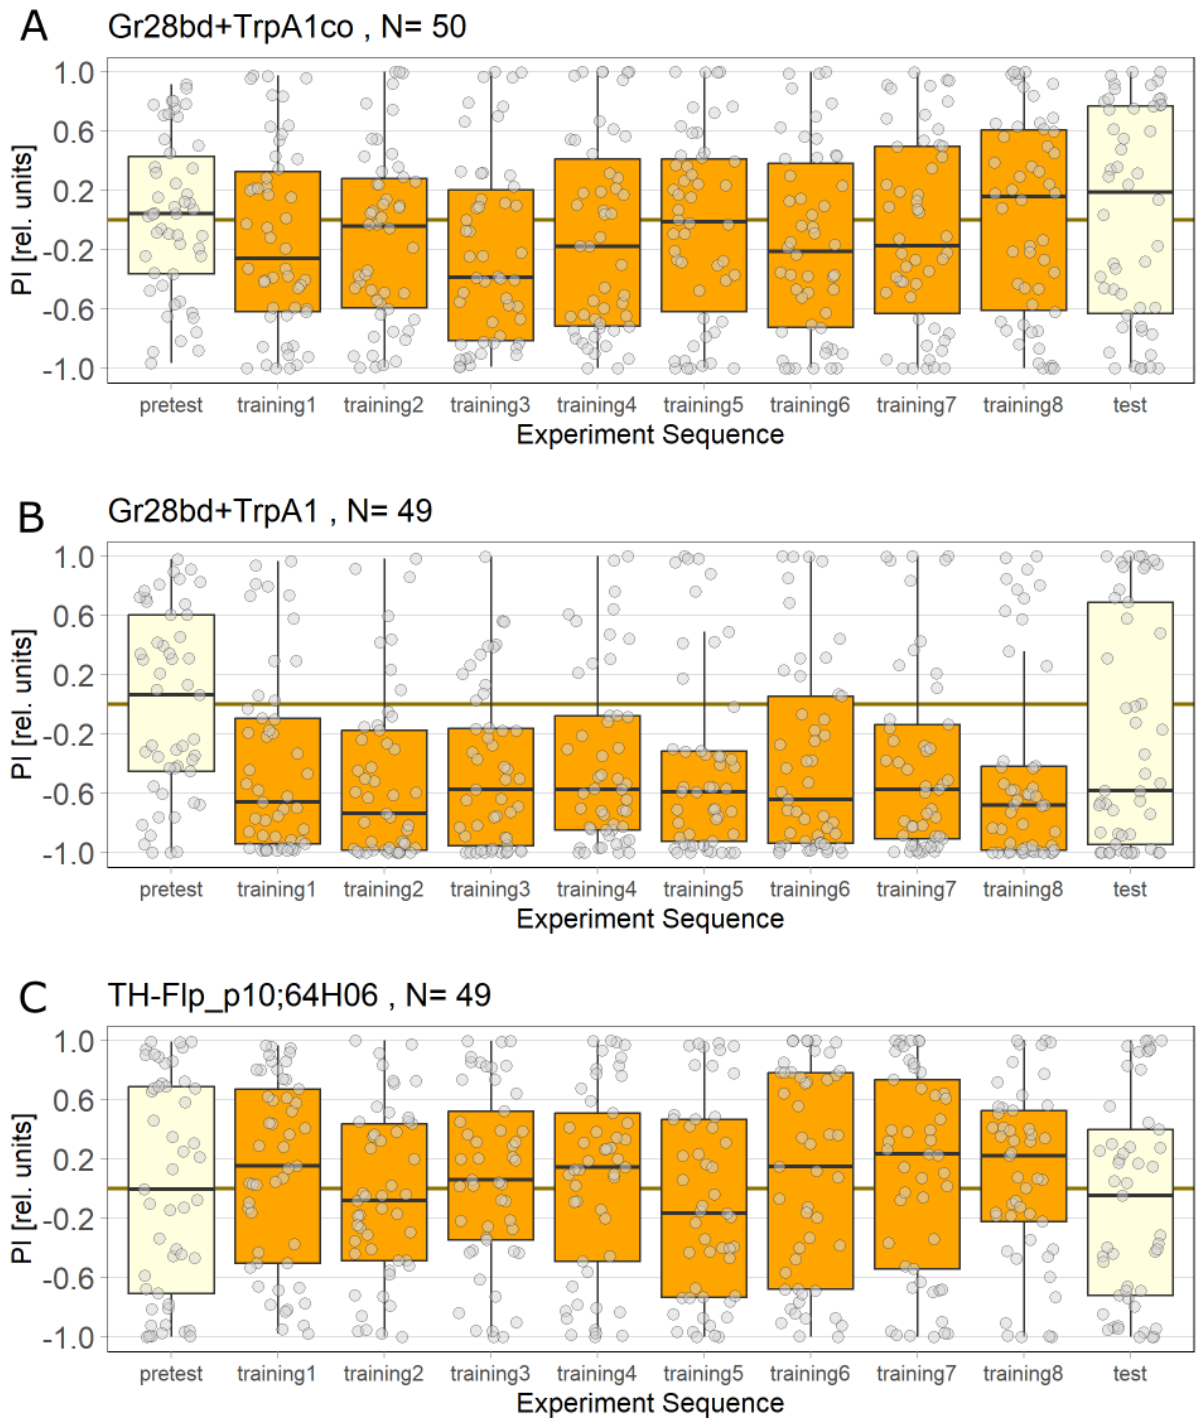 A
Gr28bd+TrpA1co , N= 50
PI [rel. units]
1.0
0.6
0.2
-0.2
-0.6
-1.0
pretest training1 training2 training3 training4 training5 training6 training7 training8 test
Experiment Sequence
B
Gr28bd+TrpA1 , N= 49
PI [rel. units]
1.0
0.6
0.2
-0.2
-0.6
-1.0
pretest training1 training2 training3 training4 training5 training6 training7 training8 test
Experiment Sequence
C
TH-Flp_p10;64H06 , N= 49
PI [rel. units]
1.0
0.6
0.2
-0.2
-0.6
-1.0
pretest training1 training2 training3 training4 training5 training6 training7 training8 test
Experiment Sequence